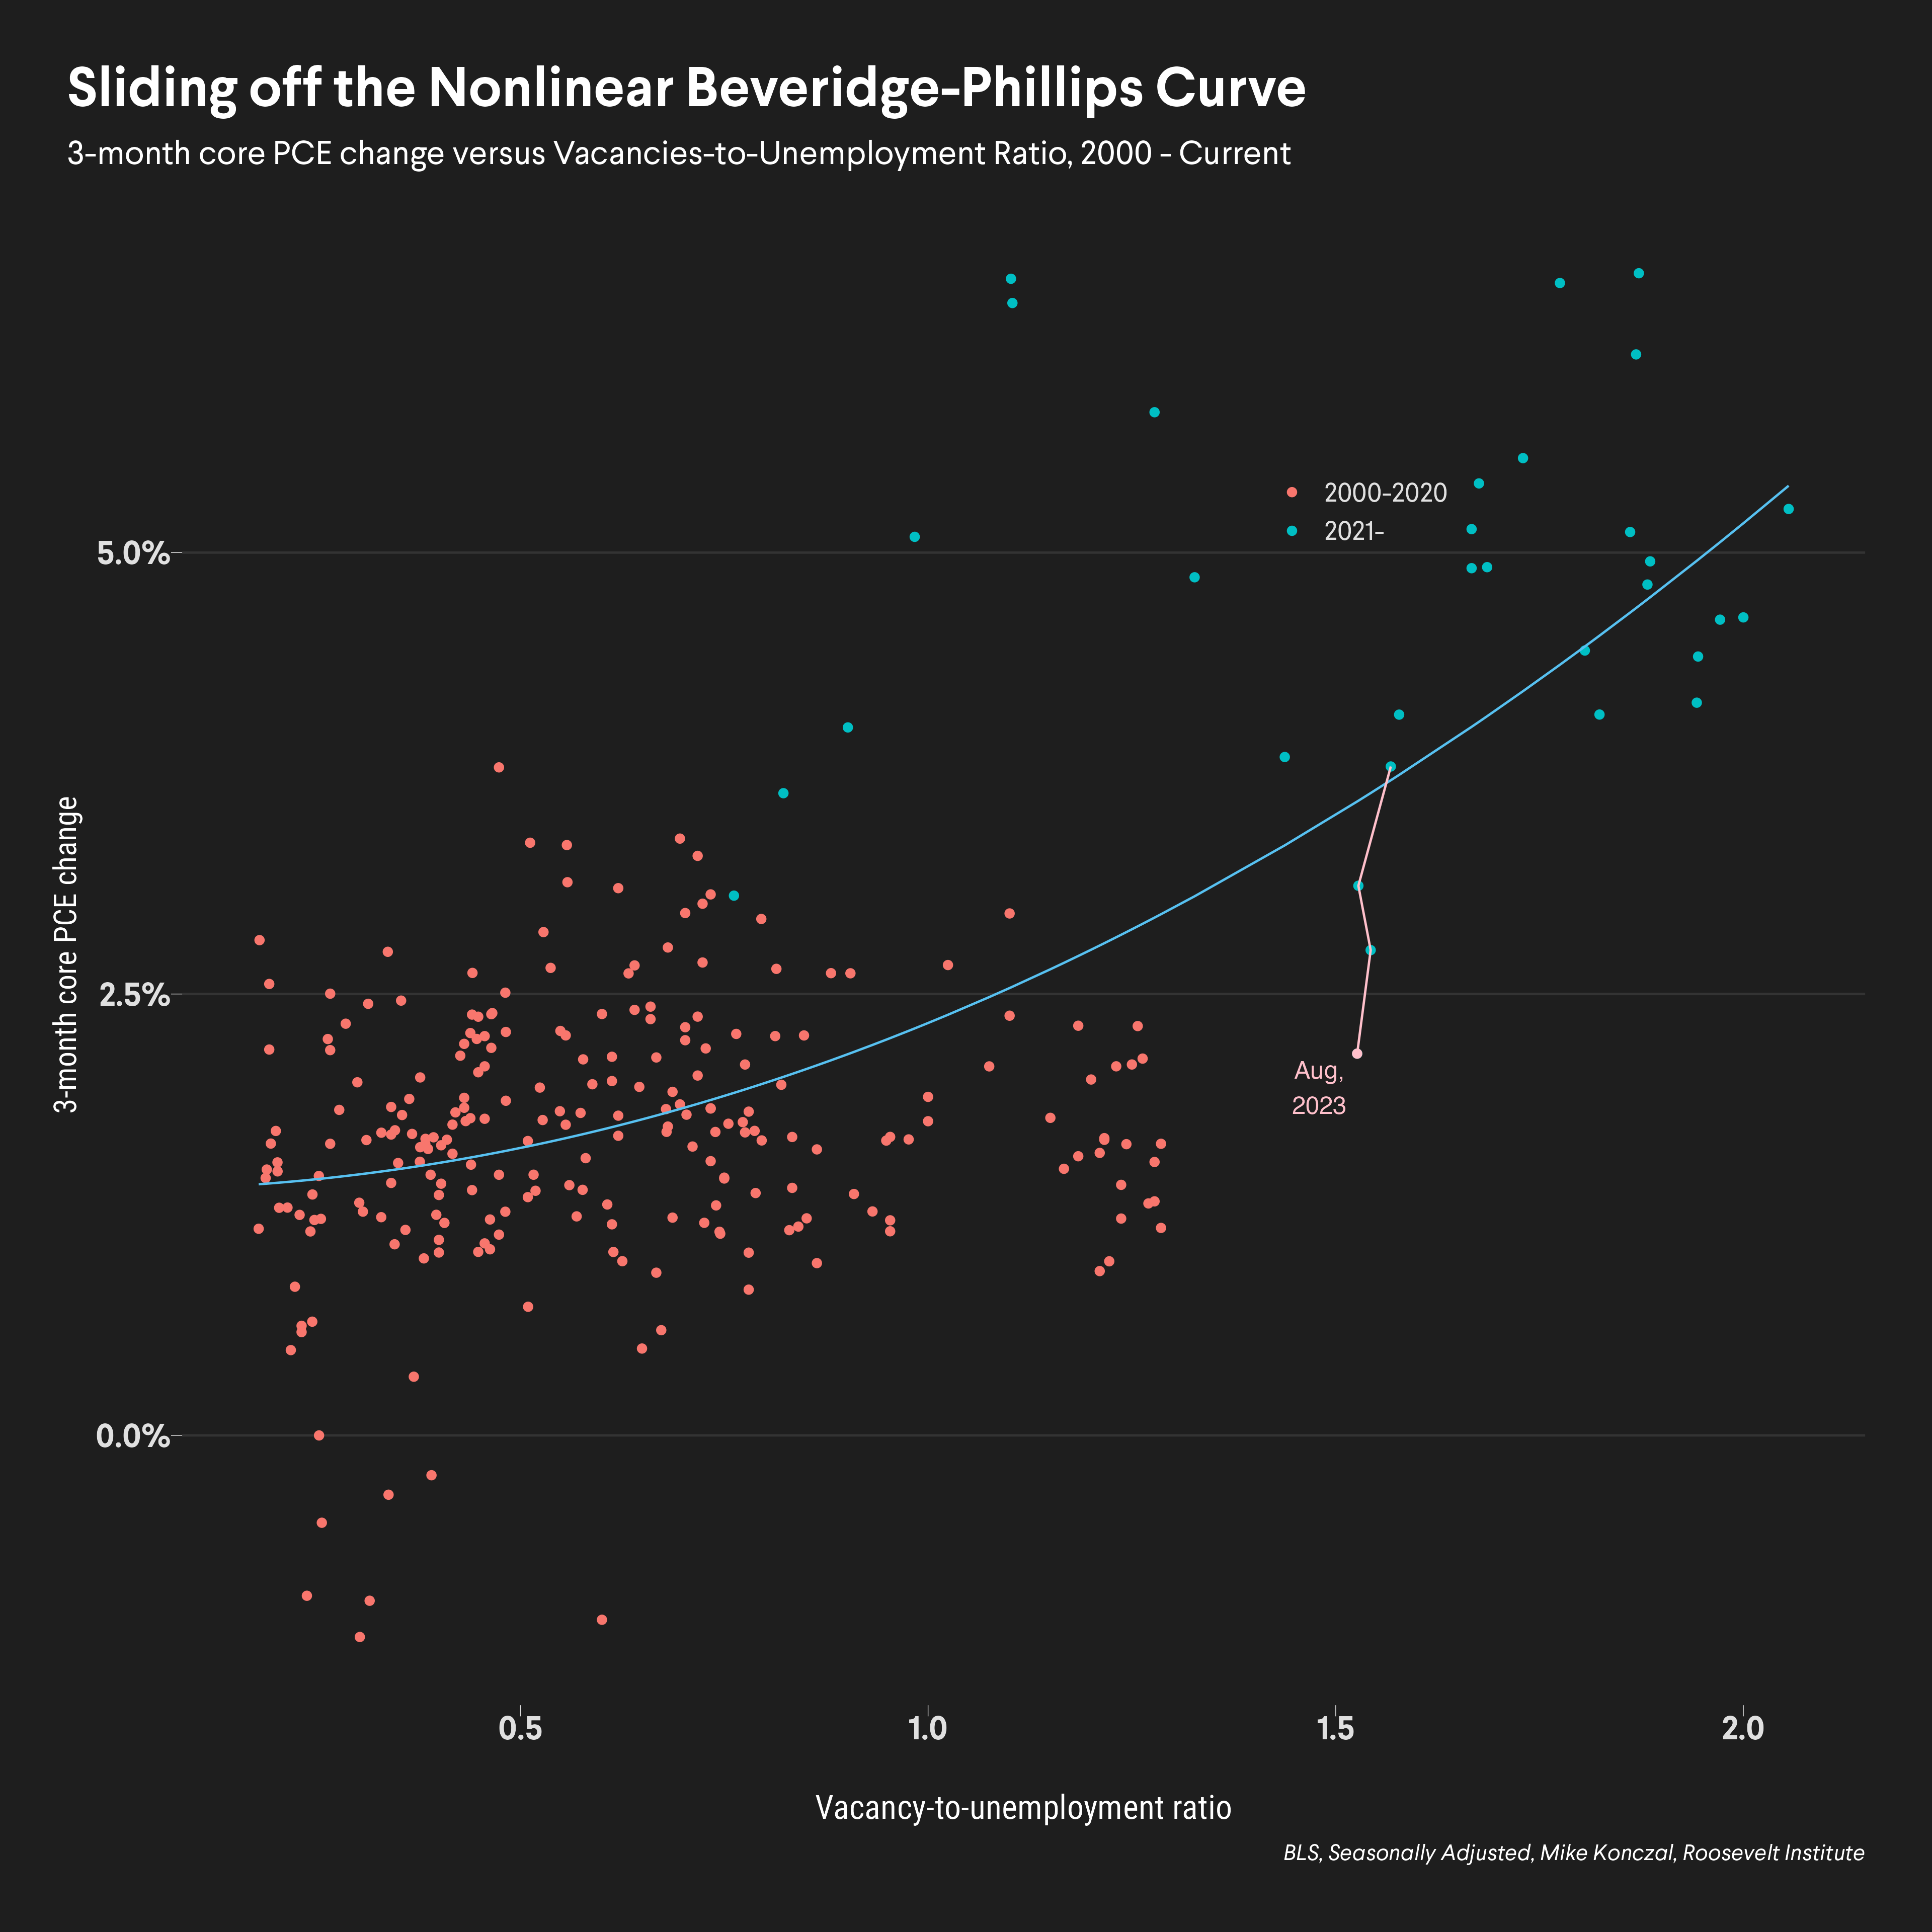 Sliding off the Nonlinear Beveridge-Phillips Curve
3-month core PCE change versus Vacancies-to-Unemployment Ratio, 2000 - Current
2000-2020
2021-
5.0%
3-month core PCE change
2.5%
Aug,
2023
0.0%
0.5
1.0
1.5
2.0
Vacancy-to-unemployment ratio
BLS, Seasonally Adjusted, Mike Konczal, Roosevelt Institute